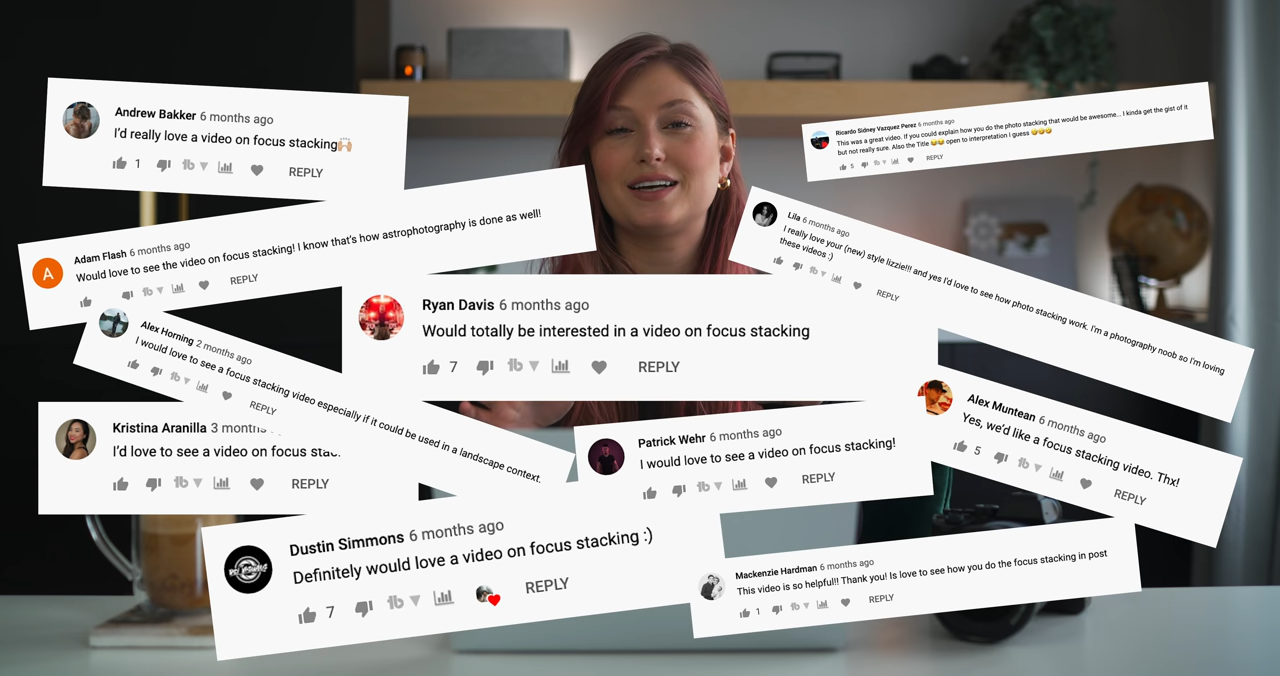 Andrew Bakker 6 months ago
I'd really love a video on focus stacking🙌🏼
1 REPLY
Ricardo Sidney Vazquez Perez 6 months ago
This was a great video. If you could explain how you do the photo stacking that would be awesome... I kinda get the gist of it
but not really sure. Also the Title 😂😂 open to interpretation I guess 😂😂😂
5 REPLY
A
Adam Flash 6 months ago
Would love to see the video on focus stacking! I know that's how astrophotography is done as well!
REPLY
Lila 6 months ago
I really love your (new) style lizzie!!! and yes I'd love to see how photo stacking work. I'm a photography noob so I'm loving
these videos :)
REPLY
Ryan Davis 6 months ago
Would totally be interested in a video on focus stacking
7 REPLY
Alex Horning 2 months ago
I would love to see a focus stacking video especially if it could be used in a landscape context.
REPLY
Kristina Aranilla 3 months
I'd love to see a video on focus
REPLY
Patrick Wehr 6 months ago
I would love to see a video on focus stacking!
REPLY
Alex Muntean 6 months ago
Yes, we'd like a focus stacking video. Thx!
5 REPLY
Dustin Simmons 6 months ago
Definitely would love a video on focus stacking :)
7 REPLY
Mackenzie Hardman 6 months ago
This video is so helpful!! Thank you! Is love to see how you do the focus stacking in post
1 REPLY